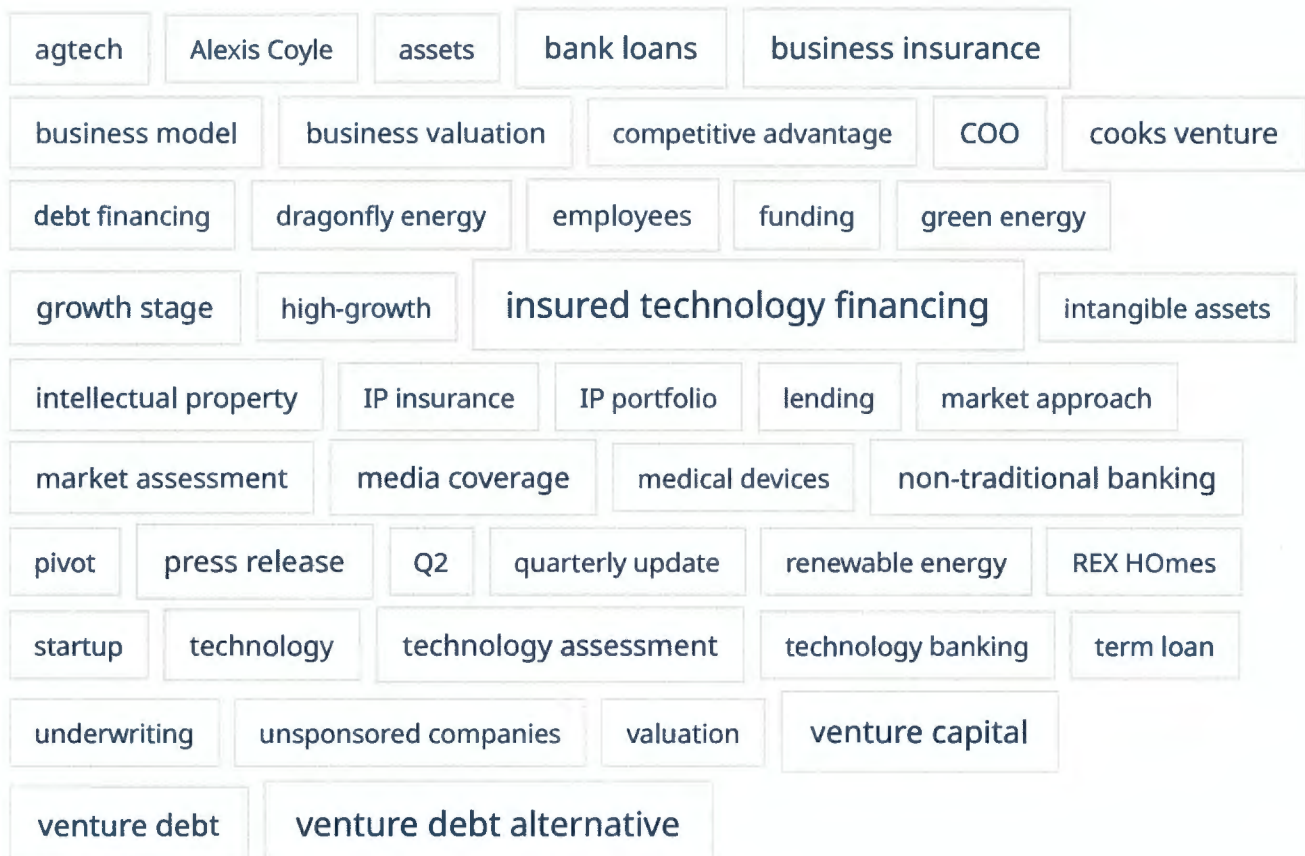 agtech Alexis Coyle assets bank loans business insurance
business model business valuation competitive advantage COO cooks venture
debt financing dragonfly energy employees funding green energy
growth stage high-growth insured technology financing intangible assets
intellectual property IP insurance IP portfolio lending market approach
market assessment media coverage medical devices non-traditional banking
pivot press release Q2 quarterly update renewable energy REX HOmes
startup technology technology assessment technology banking term loan
underwriting unsponsored companies valuation venture capital
venture debt venture debt alternative